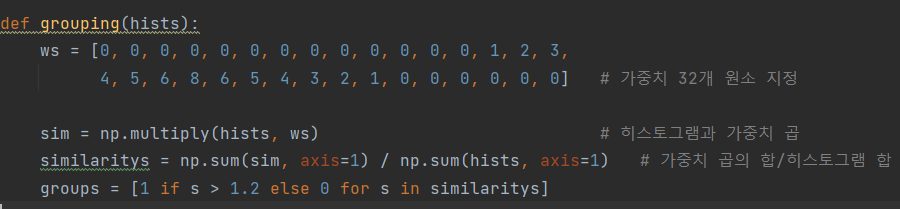 def grouping(hists):
ws = [0, 0, 0, 0, 0, 0, 0, 0, 0, 0, 0, 0, 0, 1, 2, 3,
4, 5, 6, 8, 6, 5, 4, 3, 2, 1, 0, 0, 0, 0, 0, 0] # 가중치 32개 원소 지정
sim = np.multiply(hists, ws) # 히스토그램과 가중치 곱
similaritys = np.sum(sim, axis=1) / np.sum(hists, axis=1) # 가중치 곱의 합/히스토그램 합
groups = [1 if s > 1.2 else 0 for s in similaritys]